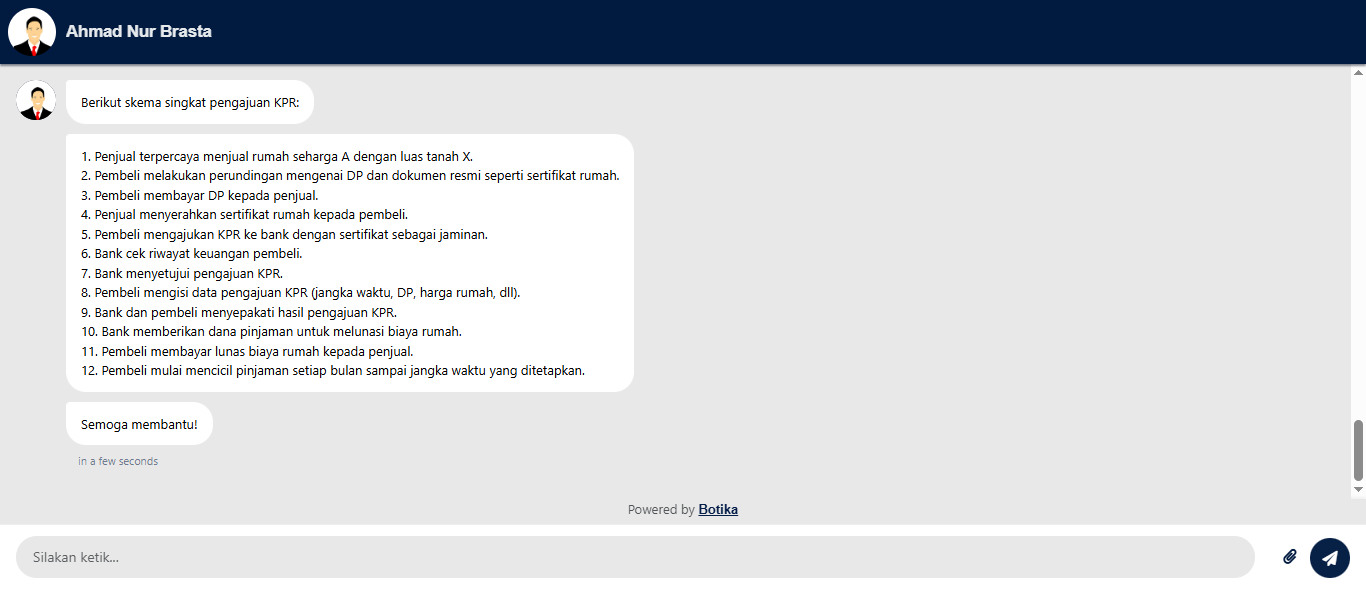 Ahmad Nur Brasta
Berikut skema singkat pengajuan KPR:
1. Penjual terpercaya menjual rumah seharga A dengan luas tanah X.
2. Pembeli melakukan perundingan mengenai DP dan dokumen resmi seperti sertifikat rumah.
3. Pembeli membayar DP kepada penjual.
4. Penjual menyerahkan sertifikat rumah kepada pembeli.
5. Pembeli mengajukan KPR ke bank dengan sertifikat sebagai jaminan.
6. Bank cek riwayat keuangan pembeli.
7. Bank menyetujui pengajuan KPR.
8. Pembeli mengisi data pengajuan KPR (jangka waktu, DP, harga rumah, dll).
9. Bank dan pembeli menyepakati hasil pengajuan KPR.
10. Bank memberikan dana pinjaman untuk melunasi biaya rumah.
11. Pembeli membayar lunas biaya rumah kepada penjual.
12. Pembeli mulai mencicil pinjaman setiap bulan sampai jangka waktu yang ditetapkan.
Semoga membantu!
in a few seconds
Powered by Botika
Silakan ketik...